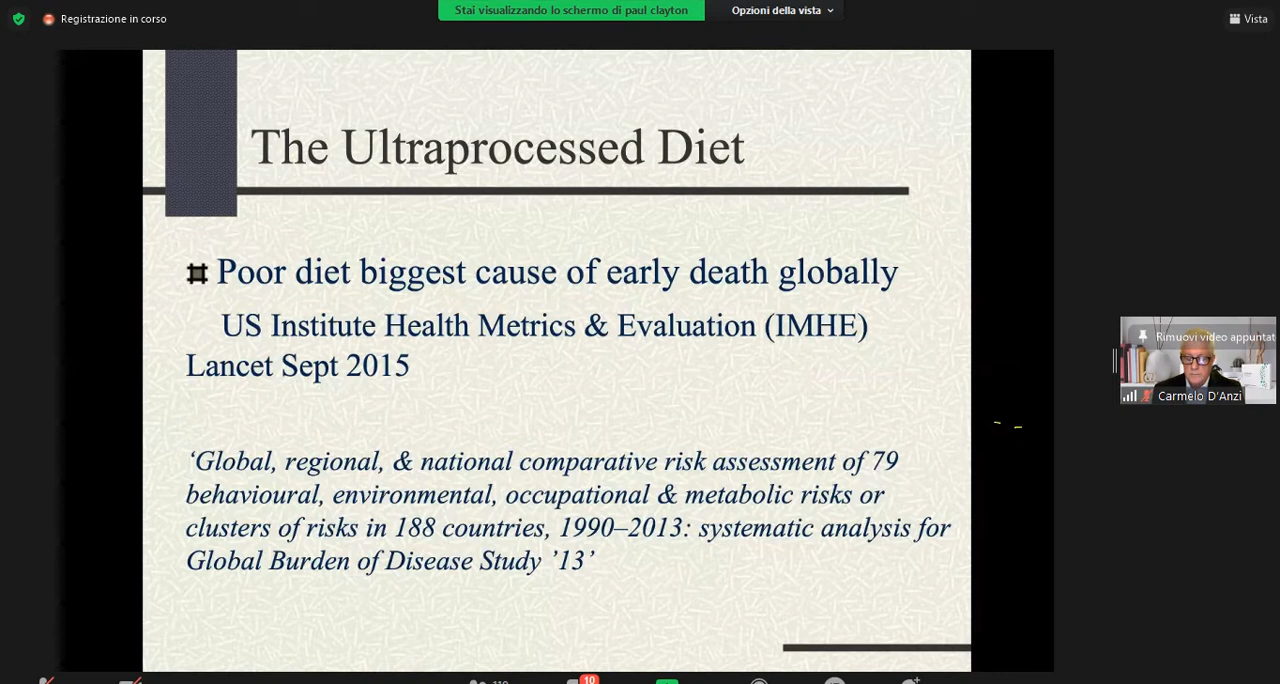 Registrazione in corso
Stai visualizzando lo schermo di paul clayton
Opzioni della vista
Vista
The Ultraprocessed Diet
Poor diet biggest cause of early death globally
US Institute Health Metrics & Evaluation (IMHE)
Lancet Sept 2015
‘Global, regional, & national comparative risk assessment of 79
behavioural, environmental, occupational & metabolic risks or
clusters of risks in 188 countries, 1990–2013: systematic analysis for
Global Burden of Disease Study ’13’
Rimuovi video appuntat
Carmelo D'Anzi
10